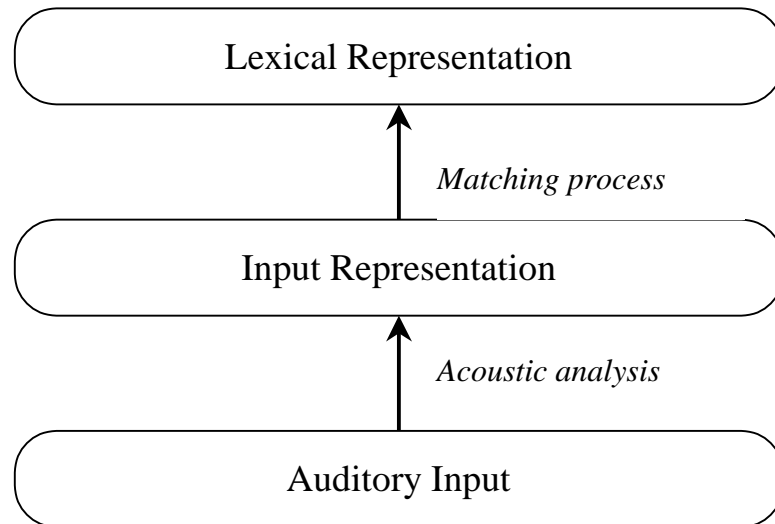 Lexical Representation
Matching process
Input Representation
Acoustic analysis
Auditory Input